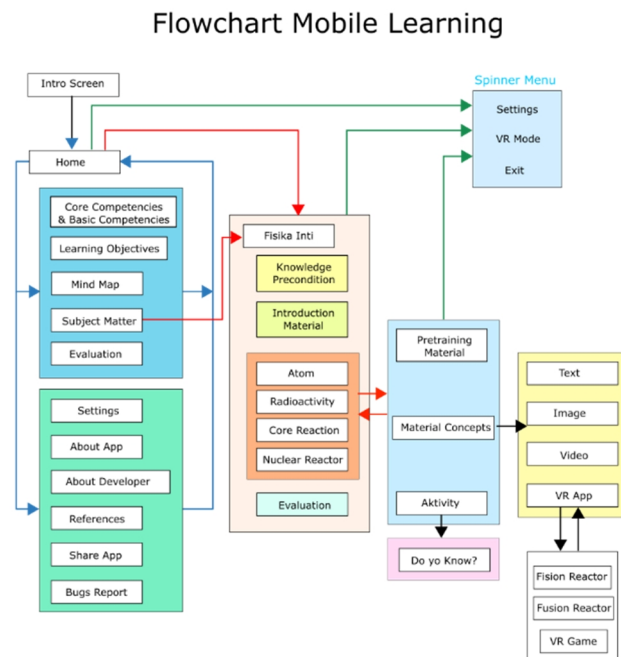 Flowchart Mobile Learning
Intro Screen
Home
Core Competencies
& Basic Competencies
Learning Objectives
Mind Map
Subject Matter
Evaluation
Settings
About App
About Developer
References
Share App
Bugs Report
Fisika Inti
Knowledge
Precondition
Introduction
Material
Atom
Radioactivity
Core Reaction
Nuclear Reactor
Evaluation
Spinner Menu
Settings
VR Mode
Exit
Pretraining
Material
Material Concepts
Aktivity
Do yo Know?
Text
Image
Video
VR App
Fision Reactor
Fusion Reactor
VR Game